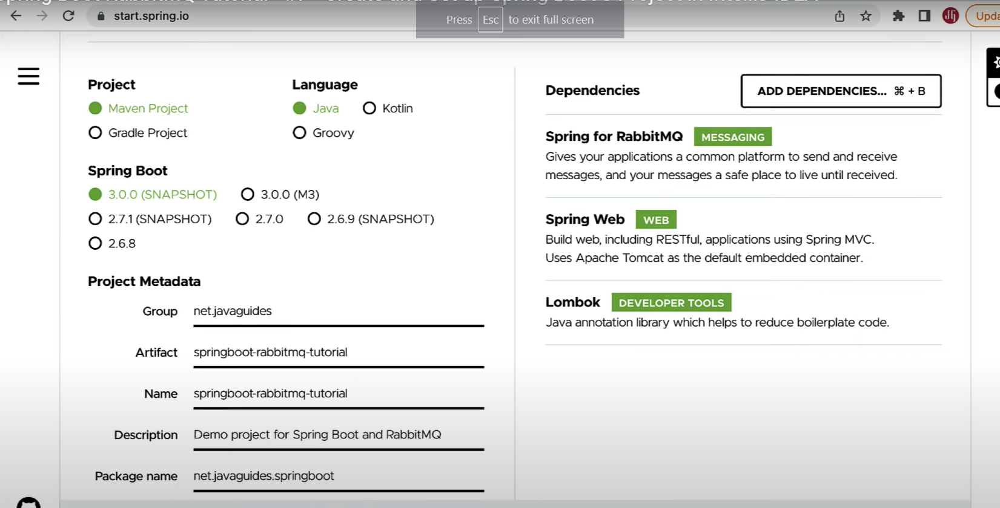 start.spring.io
Press Esc to exit full screen
Project
Maven Project
Gradle Project
Language
Java Kotlin
Groovy
Spring Boot
3.0.0 (SNAPSHOT) 3.0.0 (M3)
2.7.1 (SNAPSHOT) 2.7.0 2.6.9 (SNAPSHOT)
2.6.8
Project Metadata
Group net.javaguides
Artifact springboot-rabbitmq-tutorial
Name springboot-rabbitmq-tutorial
Description Demo project for Spring Boot and RabbitMQ
Package name net.javaguides.springboot
Dependencies ADD DEPENDENCIES... ⌘ + B
Spring for RabbitMQ MESSAGING
Gives your applications a common platform to send and receive
messages, and your messages a safe place to live until received.
Spring Web WEB
Build web, including RESTful, applications using Spring MVC.
Uses Apache Tomcat as the default embedded container.
Lombok DEVELOPER TOOLS
Java annotation library which helps to reduce boilerplate code.